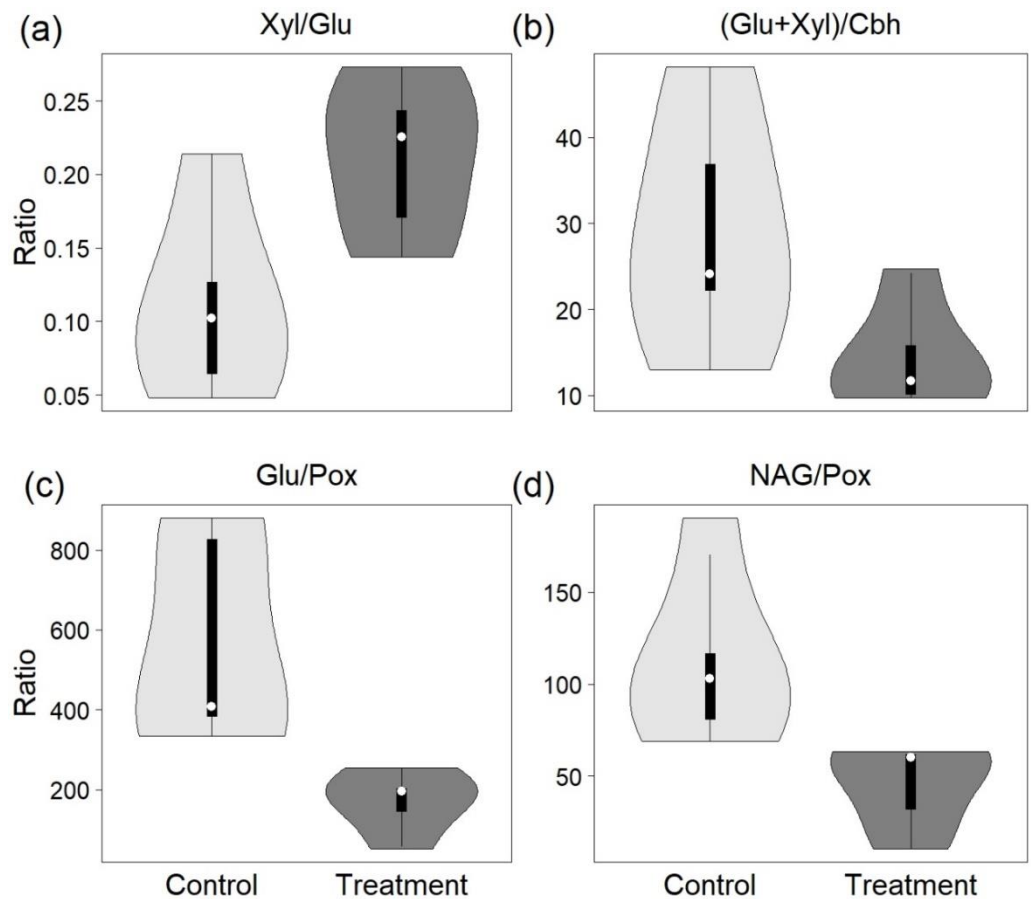 (a) Xyl/Glu
(b) (Glu+Xyl)/Cbh
Ratio
0.25
0.20
0.15
0.10
0.05
40
30
20
10
(c) Glu/Pox
(d) NAG/Pox
Ratio
800
600
400
200
150
100
50
Control Treatment
Control Treatment